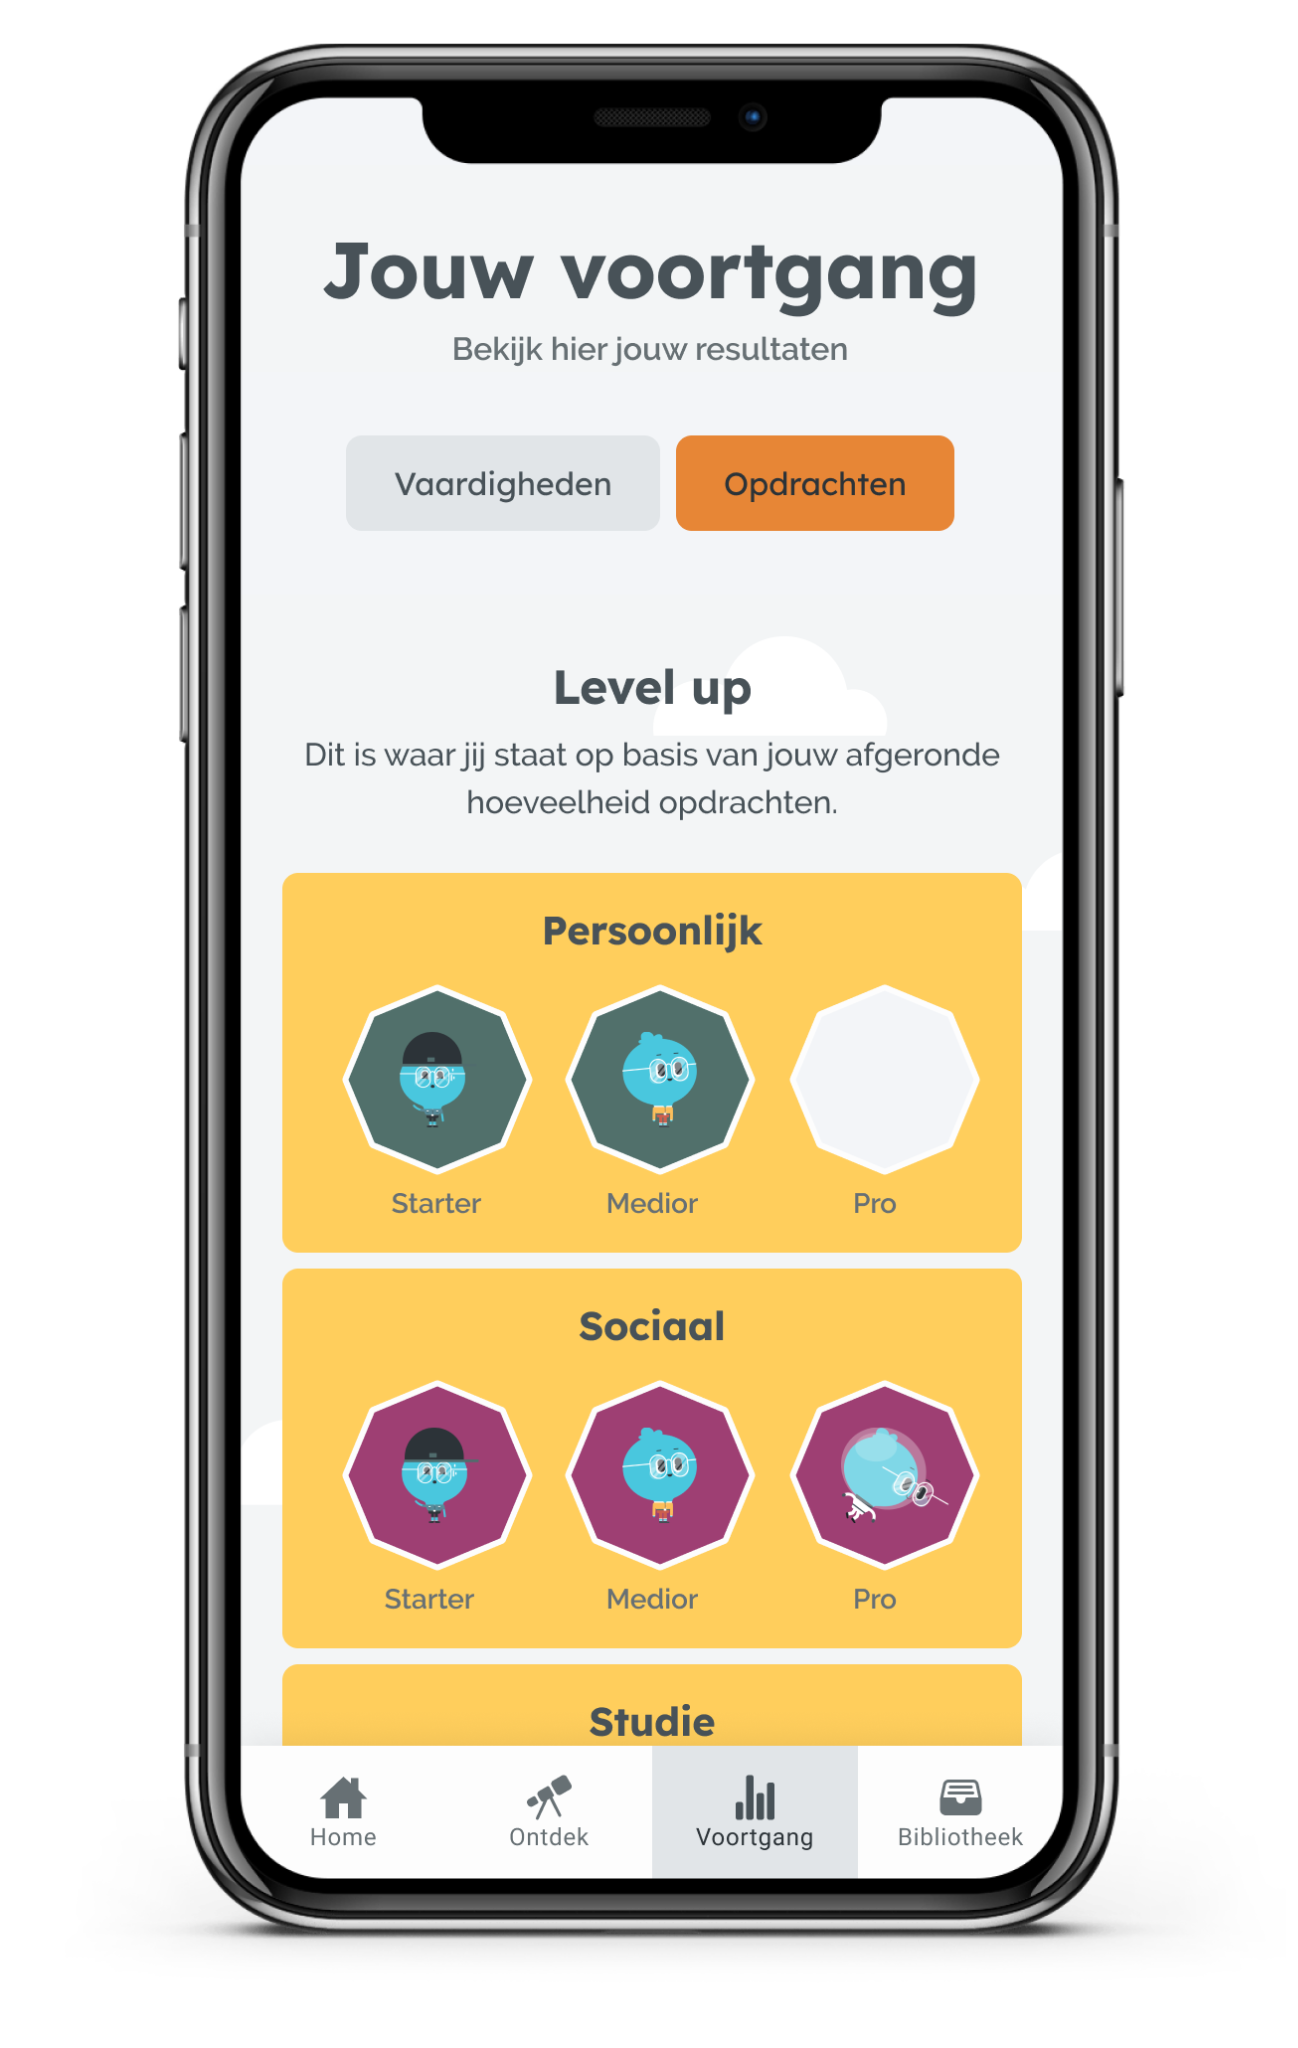 Jouw voortgang
Bekijk hier jouw resultaten
Vaardigheden
Opdrachten
Level up
Dit is waar jij staat op basis van jouw afgeronde
hoeveelheid opdrachten.
Persoonlijk
Starter
Medior
Pro
Sociaal
Starter
Medior
Pro
Studie
Home
Ontdek
Voortgang
Bibliotheek